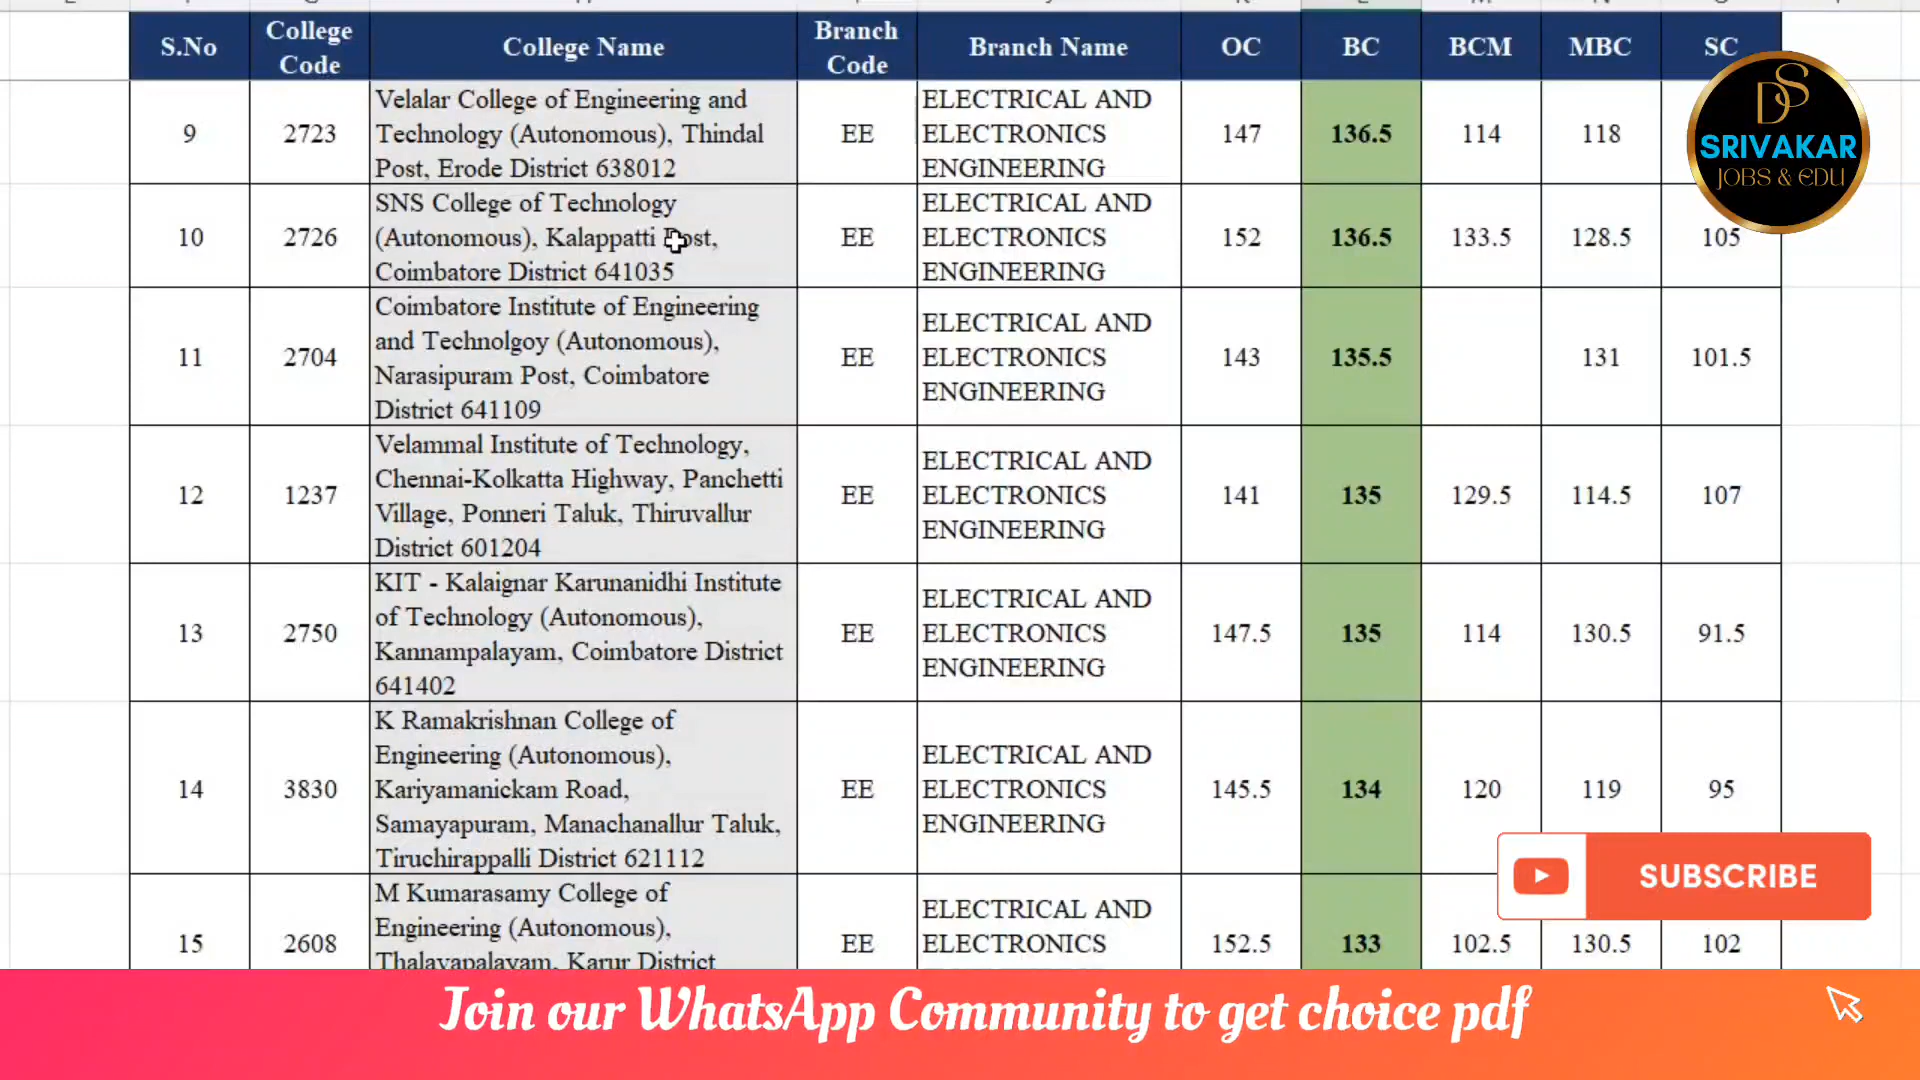 S.No College Code College Name Branch Code Branch Name OC BC BCM MBC SC
9 2723 Velalar College of Engineering and
Technology (Autonomous), Thindal
Post, Erode District 638012 EE ELECTRICAL AND
ELECTRONICS
ENGINEERING 147 136.5 114 118
10 2726 SNS College of Technology
(Autonomous), Kalappatti Post,
Coimbatore District 641035 EE ELECTRICAL AND
ELECTRONICS
ENGINEERING 152 136.5 133.5 128.5 105
11 2704 Coimbatore Institute of Engineering
and Technolgoy (Autonomous),
Narasipuram Post, Coimbatore
District 641109 EE ELECTRICAL AND
ELECTRONICS
ENGINEERING 143 135.5 131 101.5
12 1237 Velammal Institute of Technology,
Chennai-Kolkatta Highway, Panchetti
Village, Ponneri Taluk, Thiruvallur
District 601204 EE ELECTRICAL AND
ELECTRONICS
ENGINEERING 141 135 129.5 114.5 107
13 2750 KIT - Kalaignar Karunanidhi Institute
of Technology (Autonomous),
Kannampalayam, Coimbatore District
641402 EE ELECTRICAL AND
ELECTRONICS
ENGINEERING 147.5 135 114 130.5 91.5
14 3830 K Ramakrishnan College of
Engineering (Autonomous),
Kariyamanickam Road,
Samayapuram, Manachanallur Taluk,
Tiruchirappalli District 621112 EE ELECTRICAL AND
ELECTRONICS
ENGINEERING 145.5 134 120 119 95
15 2608 M Kumarasamy College of
Engineering (Autonomous),
Thalavapalayam, Karur District EE ELECTRICAL AND
ELECTRONICS 152.5 133 102.5 130.5 102
DS
SRIVAKAR
JOBS & EDU
SUBSCRIBE
Join our WhatsApp Community to get choice pdf